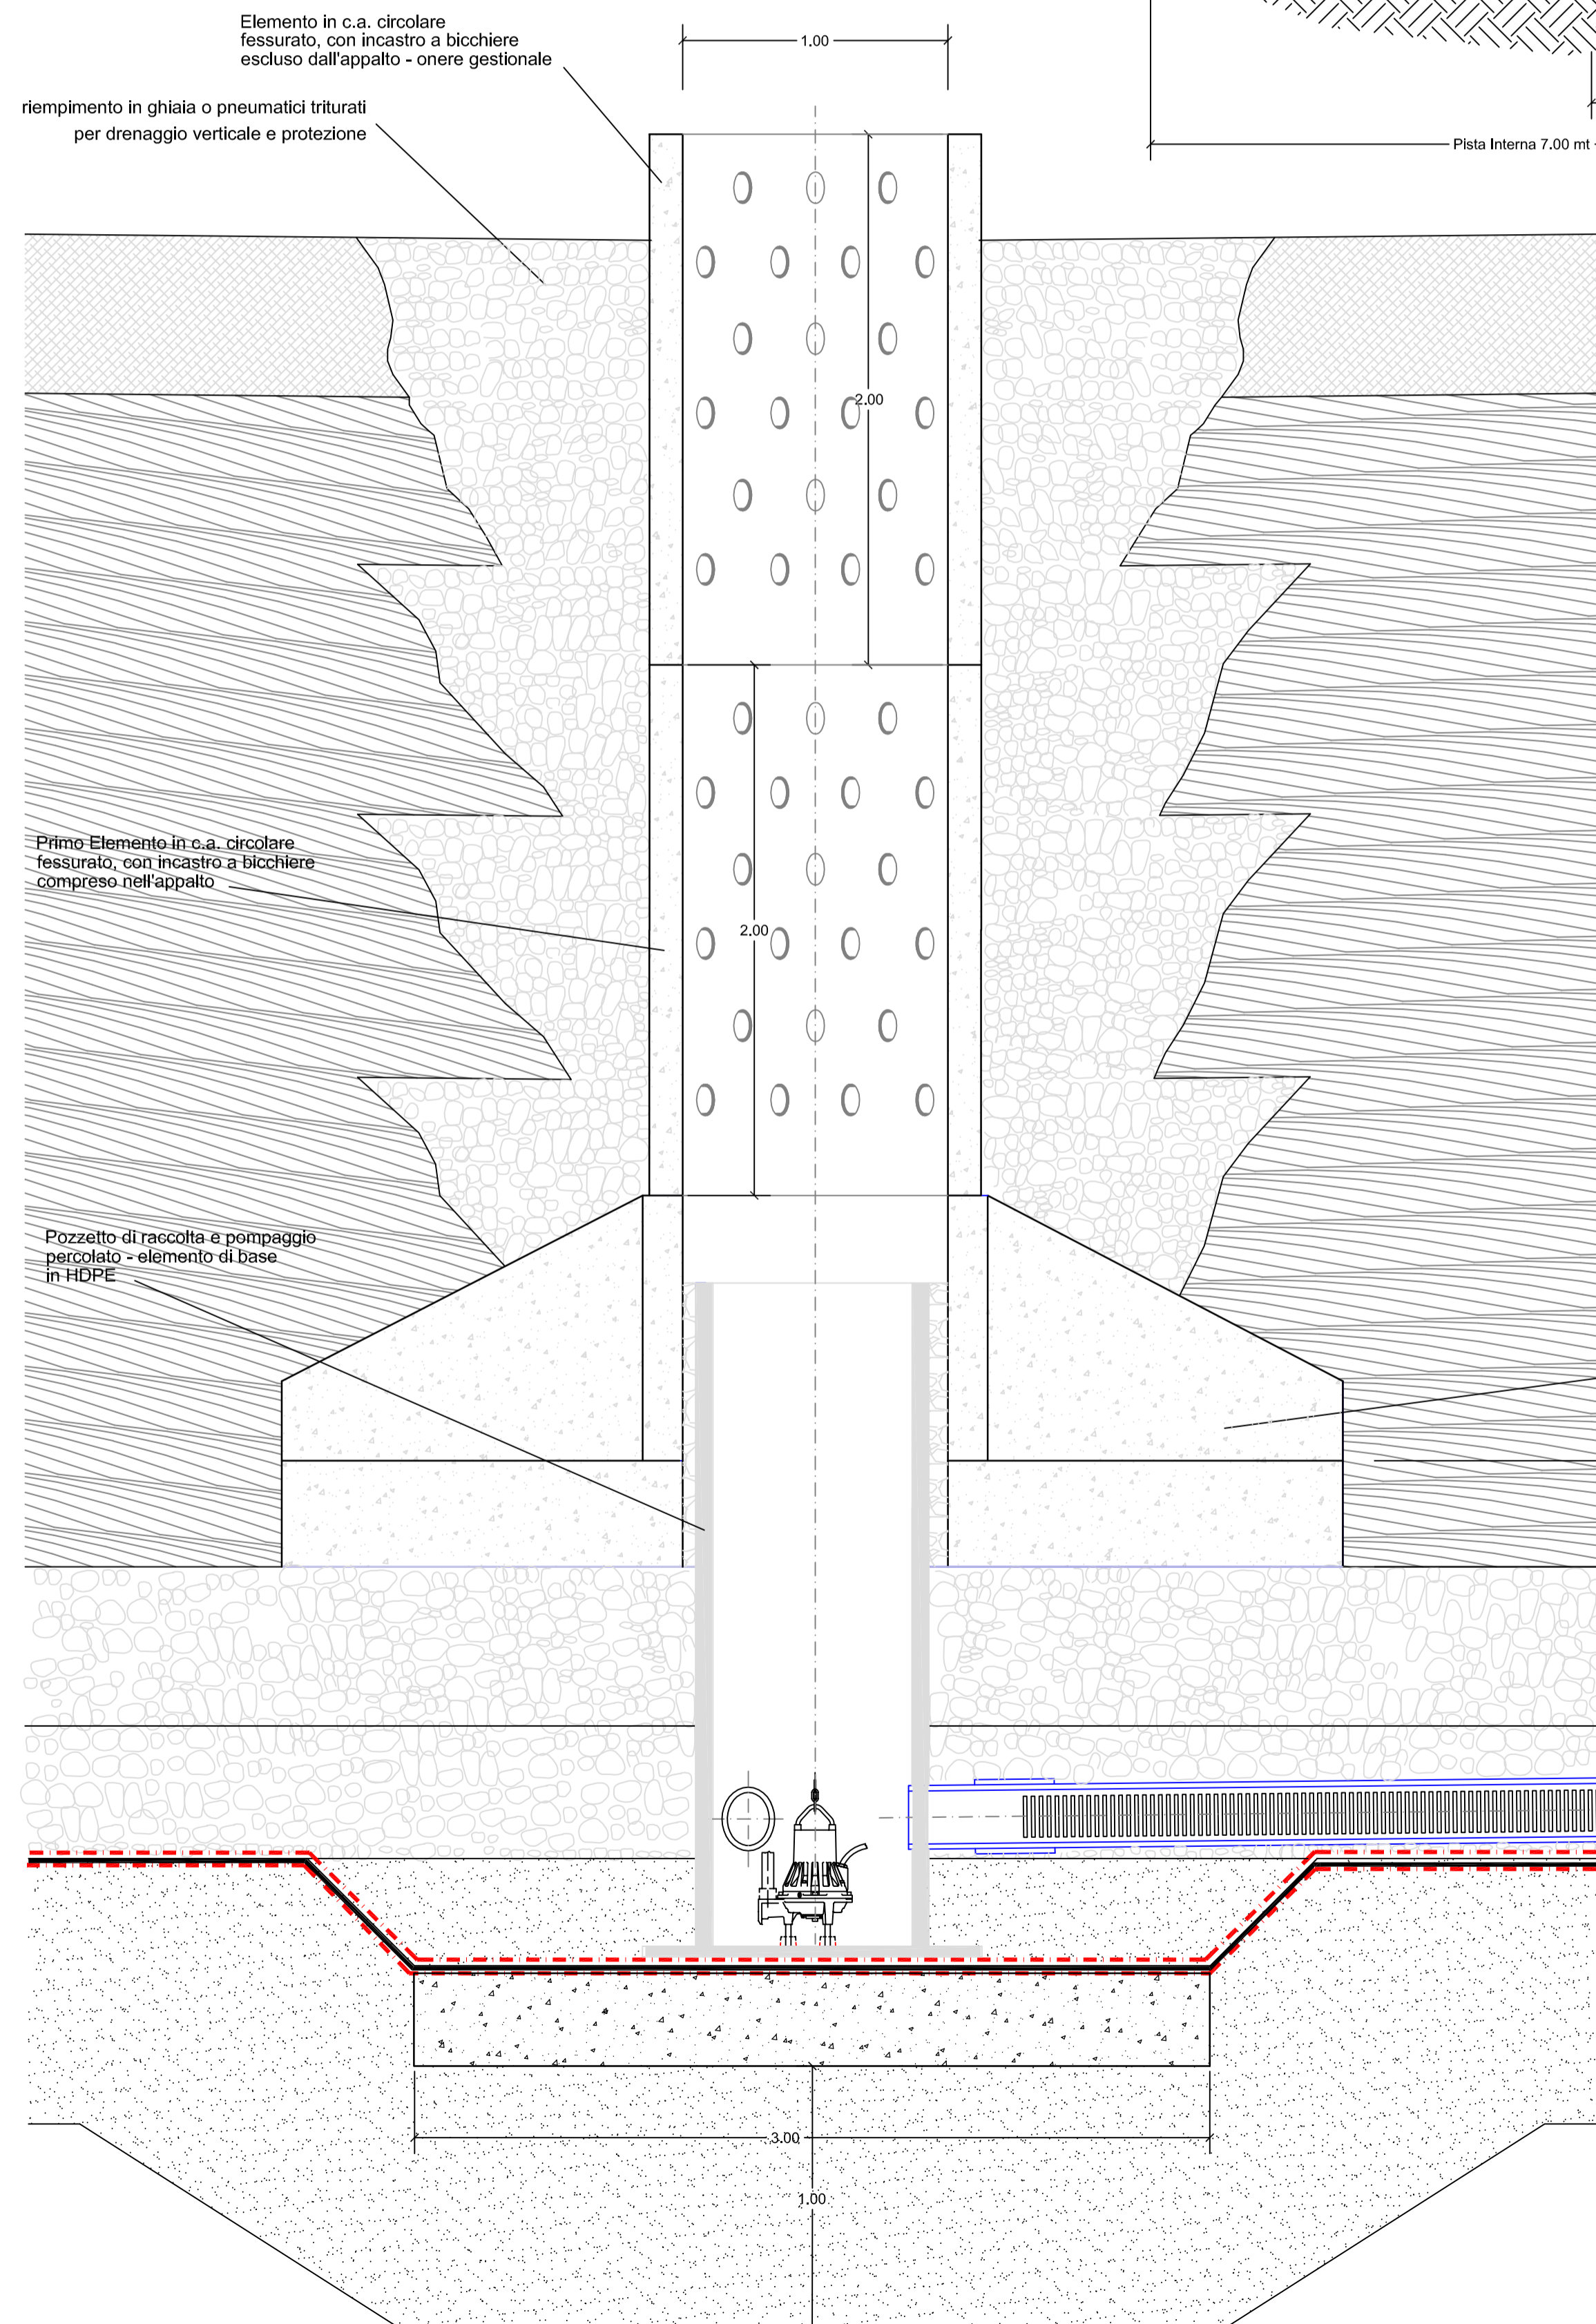 Elemento in c.a. circolare
fessurato, con incastro a bicchiere
escluso dall'appalto - onere gestionale
1.00
riempimento in ghiaia o pneumatici triturati
per drenaggio verticale e protezione
Pista Interna 7.00 mt
2.00
Primo Elemento in c.a. circolare
fessurato, con incastro a bicchiere
compreso nell'appalto
2.00
Pozzetto di raccolta e pompaggio
percolato - elemento di base
in HDPE
3.00
1.00